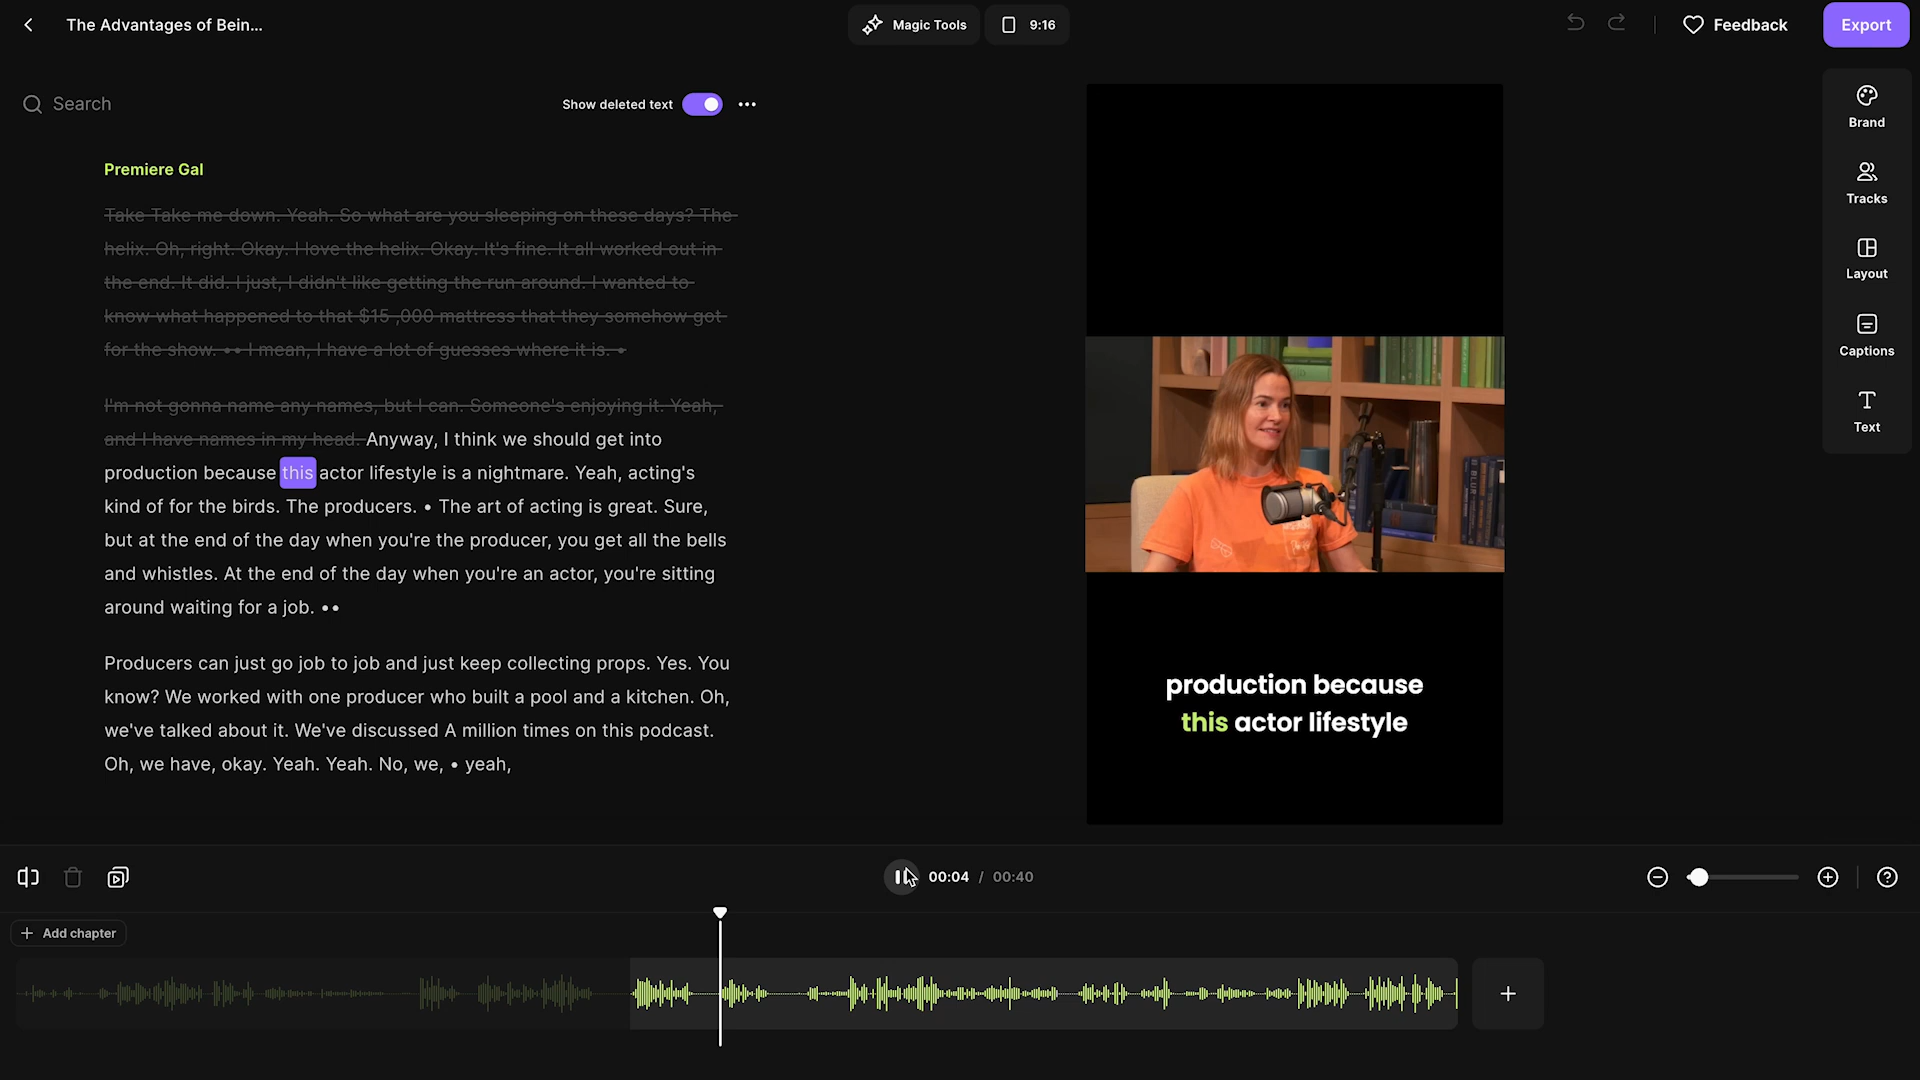 The Advantages of Bein...
Magic Tools
9:16
Feedback
Export
Search
Show deleted text
Brand
Tracks
Layout
Captions
Text
Premiere Gal
Take Take me down. Yeah. So what are you sleeping on these days? The
helix. Oh, right. Okay. I love the helix. Okay. It's fine. It all worked out in
the end. It did. I just, I didn't like getting the run around. I wanted to
know what happened to that $15 ,000 mattress that they somehow got
for the show. •• I mean, I have a lot of guesses where it is. •
I'm not gonna name any names, but I can. Someone's enjoying it. Yeah,
and I have names in my head. Anyway, I think we should get into
production because this actor lifestyle is a nightmare. Yeah, acting's
kind of for the birds. The producers. • The art of acting is great. Sure,
but at the end of the day when you're the producer, you get all the bells
and whistles. At the end of the day when you're an actor, you're sitting
around waiting for a job. ••
Producers can just go job to job and just keep collecting props. Yes. You
know? We worked with one producer who built a pool and a kitchen. Oh,
we've talked about it. We've discussed A million times on this podcast.
Oh, we have, okay. Yeah. Yeah. No, we, • yeah,
BLUR
production because
this actor lifestyle
00:04 / 00:40
+ Add chapter